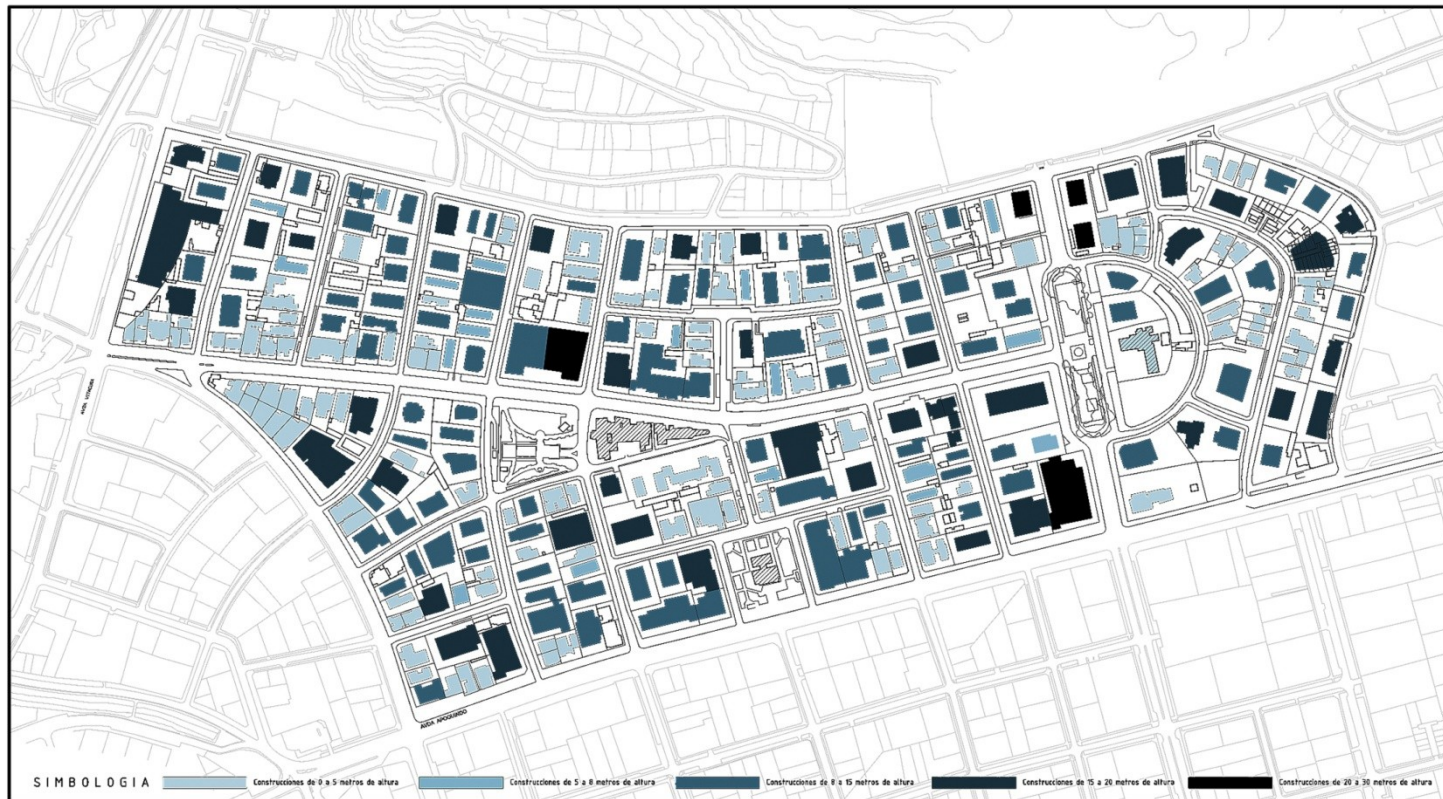 AVDA VITACURA
AVDA APOQUINDO
SIMBOLOGIA
Construcciones de 0 a 5 metros de altura
Construcciones de 5 a 8 metros de altura
Construcciones de 8 a 15 metros de altura
Construcciones de 15 a 20 metros de altura
Construcciones de 20 a 30 metros de altura